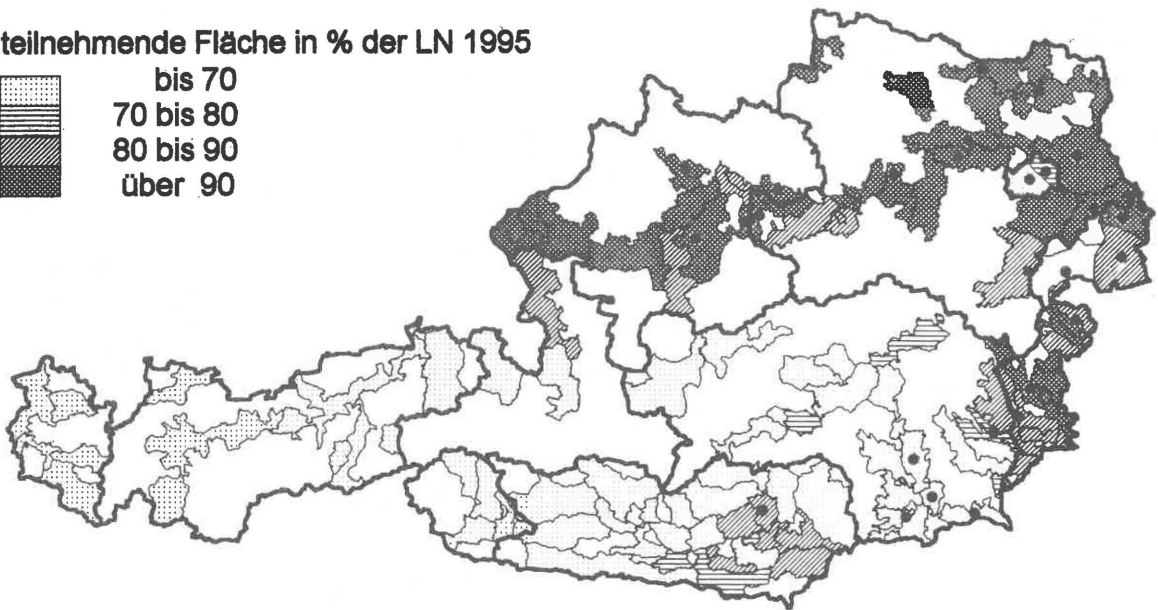 teilnehmende Fläche in % der LN 1995
bis 70
70 bis 80
80 bis 90
über 90